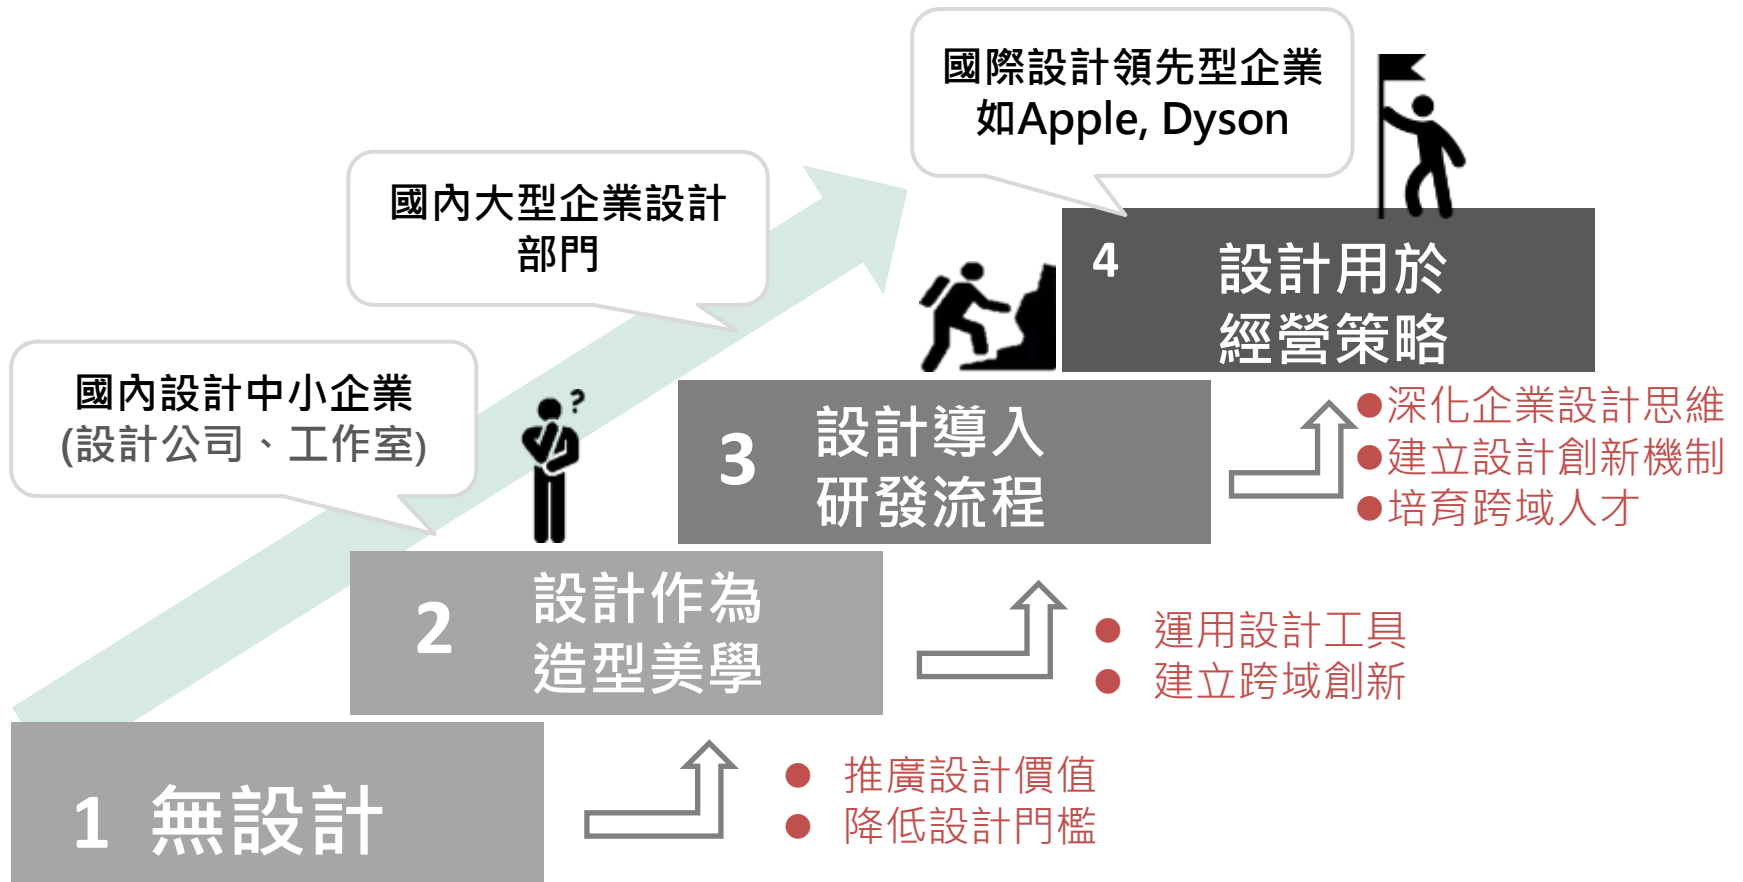 國際設計領先型企業
如Apple, Dyson
國內大型企業設計
部門
國內設計中小企業
(設計公司、工作室)
?
4
設計用於
經營策略
●深化企業設計思維
●建立設計創新機制
●培育跨域人才
3
設計導入
研發流程
2
設計作為
造型美學
● 運用設計工具
● 建立跨域創新
1 無設計
● 推廣設計價值
● 降低設計門檻